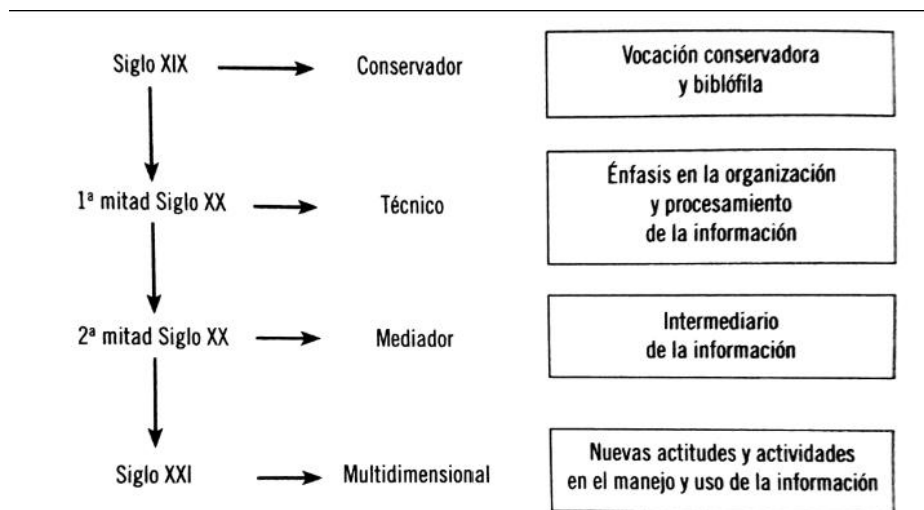 Siglo XIX
Conservador
Vocación conservadora
y biblófila
1ª mitad Siglo XX
Técnico
Énfasis en la organización
y procesamiento
de la información
2ª mitad Siglo XX
Mediador
Intermediario
de la información
Siglo XXI
Multidimensional
Nuevas actitudes y actividades
en el manejo y uso de la información